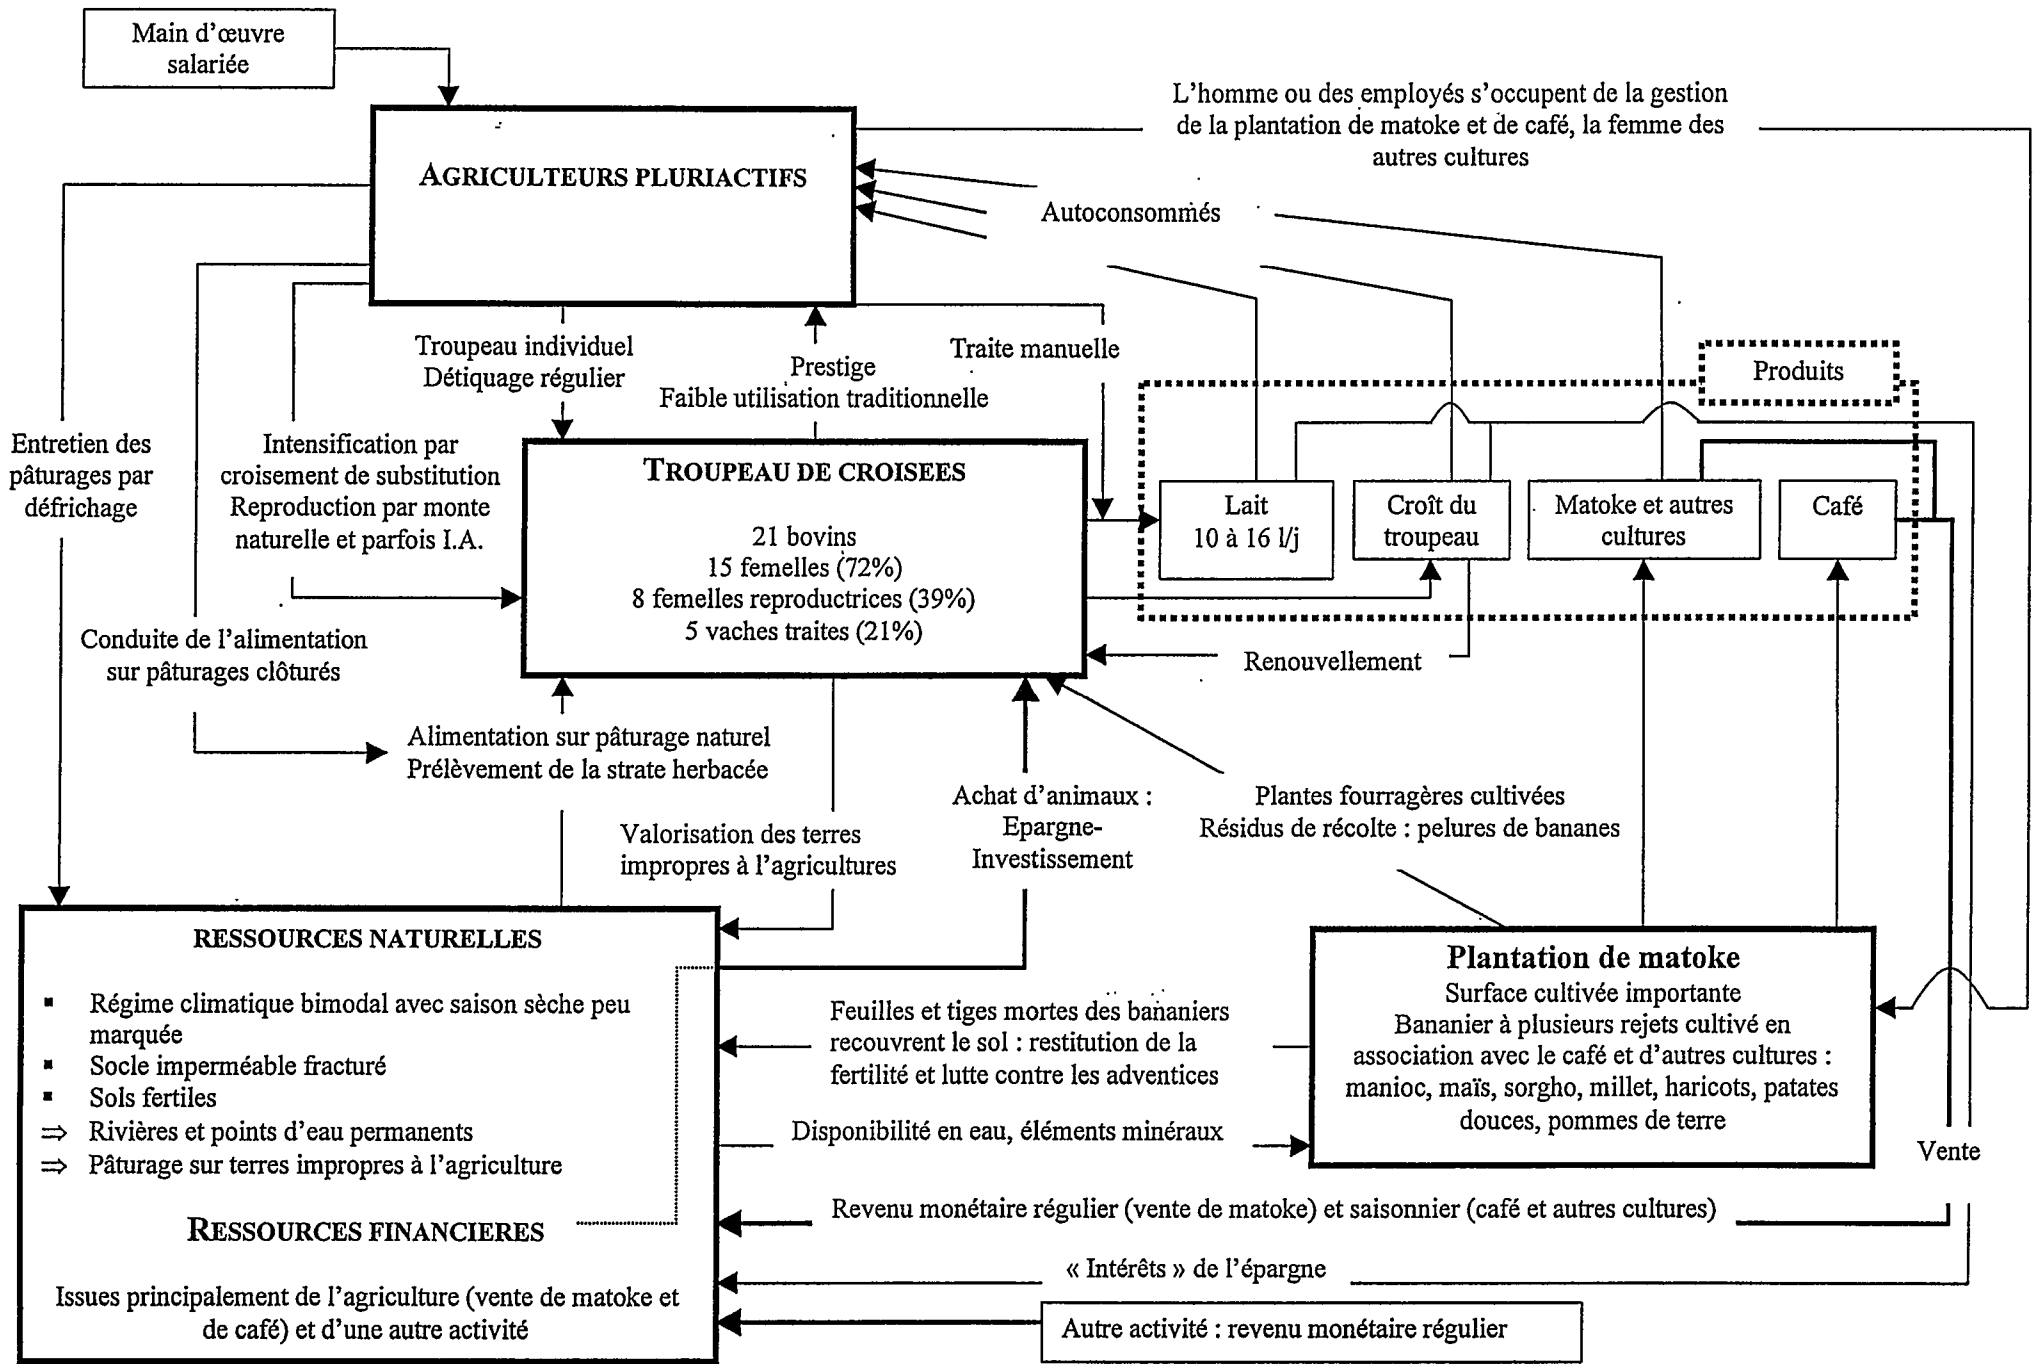 Main d'œuvre
salariée
AGRICULTEURS PLURIACTIFS
L'homme ou des employés s'occupent de la gestion
de la plantation de matoke et de café, la femme des
autres cultures
Autoconsommés
Troupeau individuel
Détiquage régulier
Prestige
Faible utilisation traditionnelle
Traite manuelle
Produits
Entretien des
pâturages par
défrichage
Intensification par
croisement de substitution
Reproduction par monte
naturelle et parfois I.A.
TROUPEAU DE CROISEES
21 bovins
15 femelles (72%)
8 femelles reproductrices (39%)
5 vaches traites (21%)
Lait
10 à 16 l/j
Croît du
troupeau
Matoke et autres
cultures
Café
Conduite de l'alimentation
sur pâturages clôturés
Renouvellement
Alimentation sur pâturage naturel
Prélèvement de la strate herbacée
Valorisation des terres
impropres à l'agricultures
Achat d'animaux :
Epargne-
Investissement
Plantes fourragères cultivées
Résidus de récolte : pelures de bananes
RESSOURCES NATURELLES
▪ Régime climatique bimodal avec saison sèche peu
marquée
▪ Socle imperméable fracturé
▪ Sols fertiles
⇒ Rivières et points d'eau permanents
⇒ Pâturage sur terres impropres à l'agriculture
RESSOURCES FINANCIERES
Issues principalement de l'agriculture (vente de matoke et
de café) et d'une autre activité
Feuilles et tiges mortes des bananiers
recouvrent le sol : restitution de la
fertilité et lutte contre les adventices
Disponibilité en eau, éléments minéraux
Plantation de matoke
Surface cultivée importante
Bananier à plusieurs rejets cultivé en
association avec le café et d'autres cultures :
manioc, maïs, sorgho, millet, haricots, patates
douces, pommes de terre
Vente
Revenu monétaire régulier (vente de matoke) et saisonnier (café et autres cultures)
« Intérêts » de l'épargne
Autre activité : revenu monétaire régulier